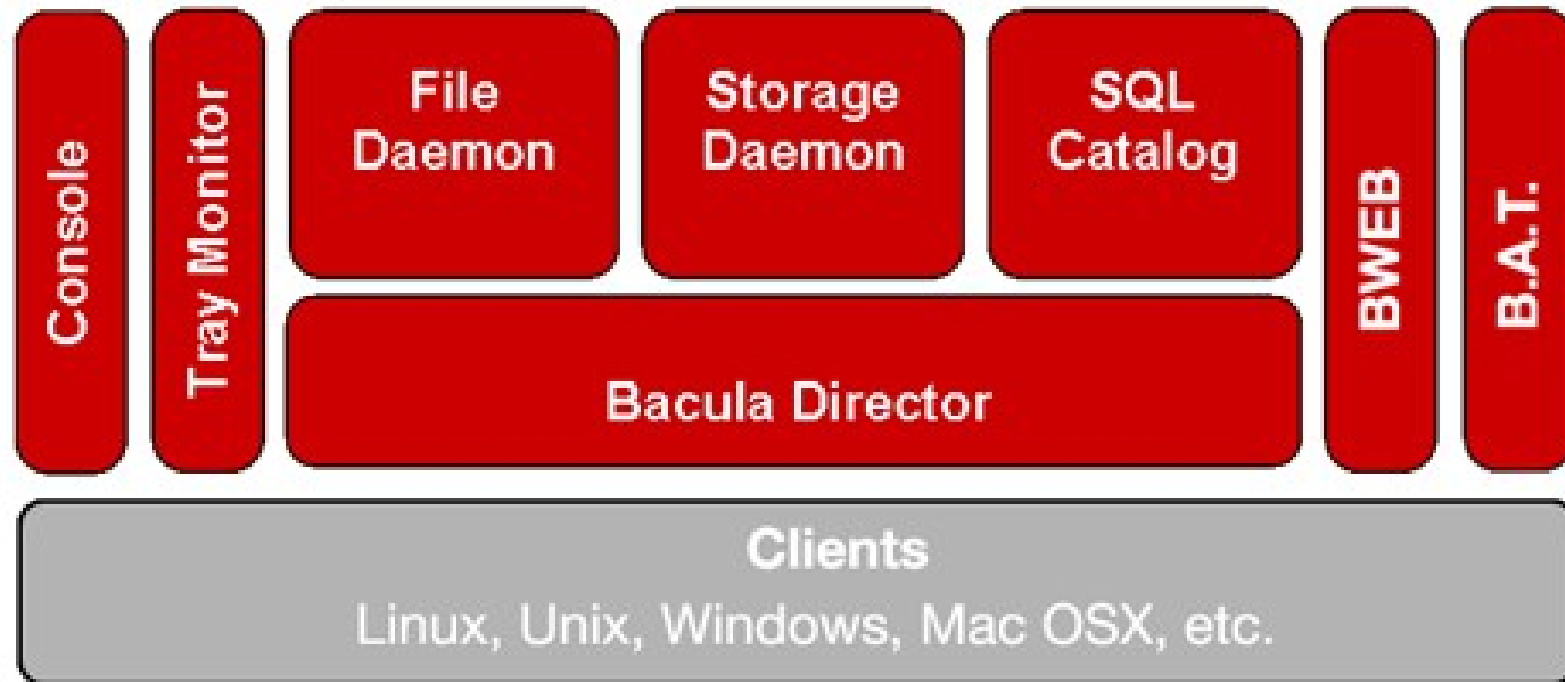 Console
Tray Monitor
File
Daemon
Storage
Daemon
SQL
Catalog
BWEB
B.A.T.
Bacula Director
Clients
Linux, Unix, Windows, Mac OSX, etc.